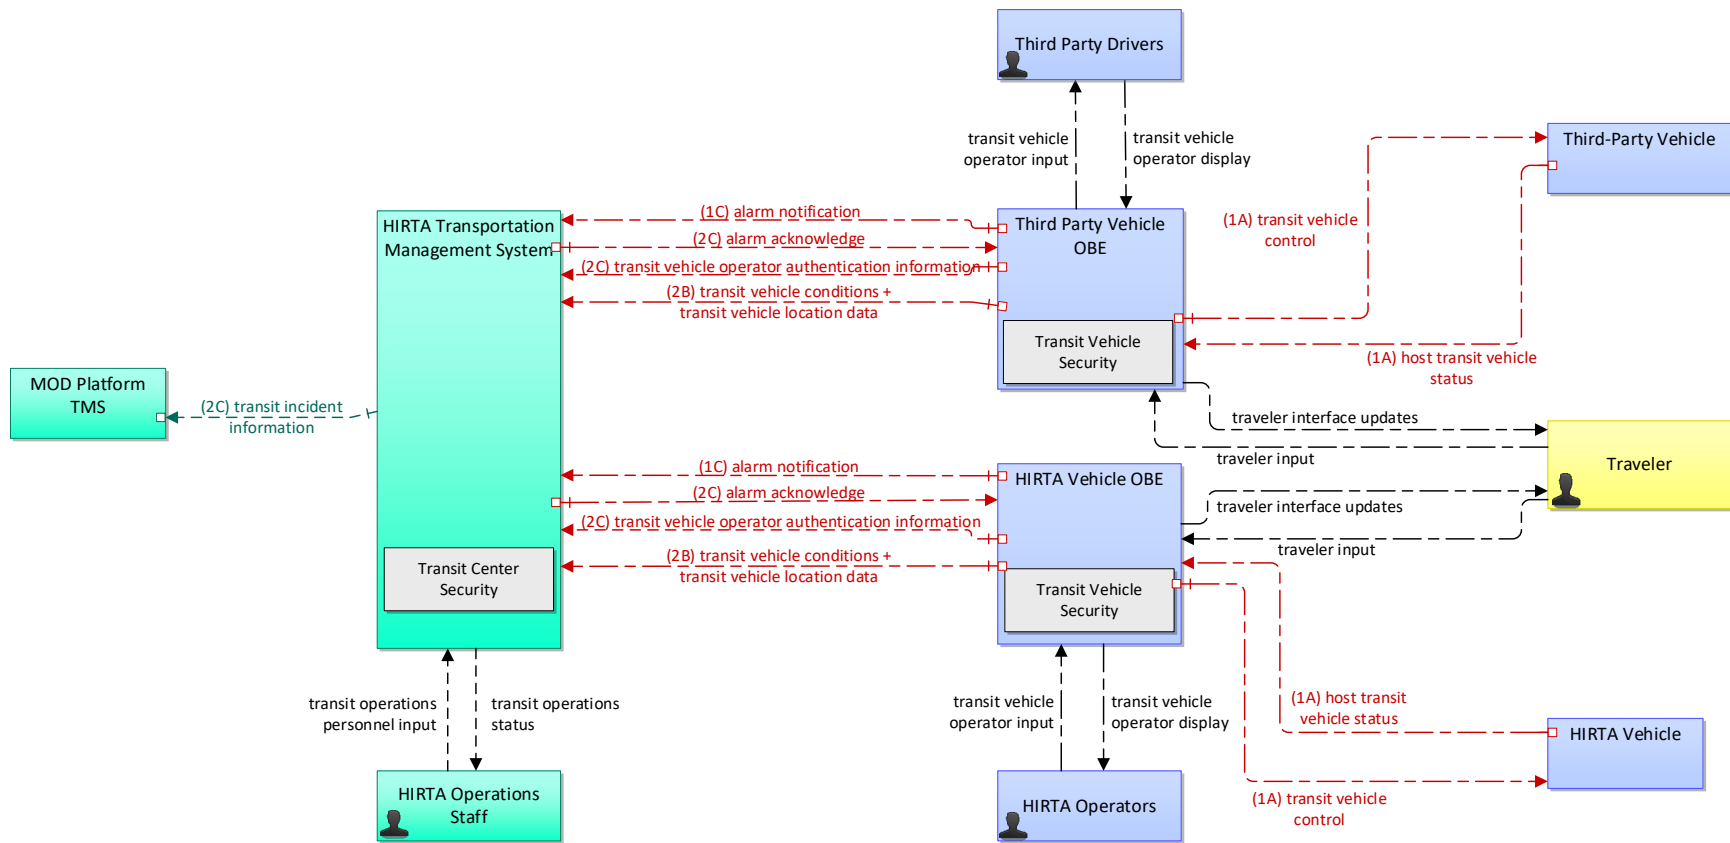 Third Party Drivers
transit vehicle
operator input
transit vehicle
operator display
Third-Party Vehicle
(1A) transit vehicle
control
(1A) host transit vehicle
status
HIRTA Transportation
Management System
(1C) alarm notification
(2C) alarm acknowledge
(2C) transit vehicle operator authentication information
(2B) transit vehicle conditions +
transit vehicle location data
Third Party Vehicle
OBE
Transit Vehicle
Security
MOD Platform
TMS
(2C) transit incident
information
traveler interface updates
traveler input
Traveler
(1C) alarm notification
(2C) alarm acknowledge
(2C) transit vehicle operator authentication information
(2B) transit vehicle conditions +
transit vehicle location data
HIRTA Vehicle OBE
traveler interface updates
traveler input
Transit Center
Security
Transit Vehicle
Security
transit operations
personnel input
transit operations
status
transit vehicle
operator input
transit vehicle
operator display
(1A) host transit
vehicle status
HIRTA Vehicle
(1A) transit vehicle
control
HIRTA Operations
Staff
HIRTA Operators